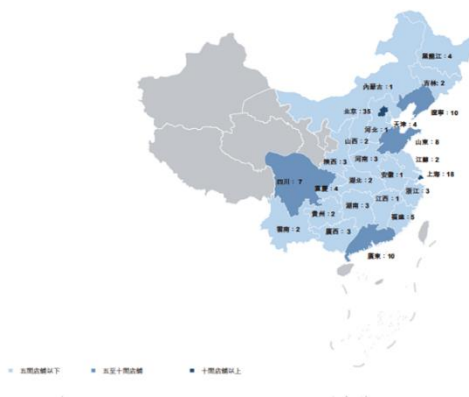 黑龍江：4
吉林：2
內蒙古：1
遼寧：10
北京：35
天津：4
河北：1
山西：2
山東：8
陝西：3
河南：3
江蘇：2
安徽：1
上海：18
四川：7
重慶：4
湖北：2
浙江：3
江西：1
湖南：3
貴州：2
福建：5
雲南：2
廣西：3
廣東：10
五間店舖以下
五至十間店舖
十間店舖以上